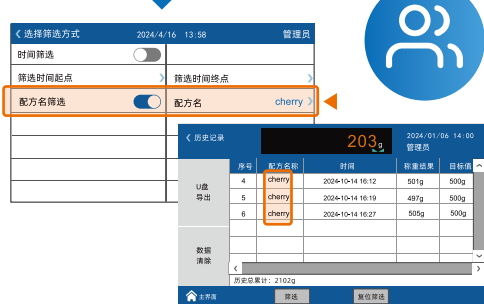 选择筛选方式 2024/4/16 13:58 管理员
时间筛选
筛选时间起点 筛选时间终点
配方名筛选 配方名 cherry
历史记录 203g 2024/01/06 14:00
管理员
序号 配方名称 时间 称重结果 目标值
4 cherry 2024-10-14 16:12 501g 500g
5 cherry 2024-10-14 16:19 497g 500g
6 cherry 2024-10-14 16:27 505g 500g
U盘
导出
数据
清除
历史总累计：2102g
主界面 筛选 复位筛选